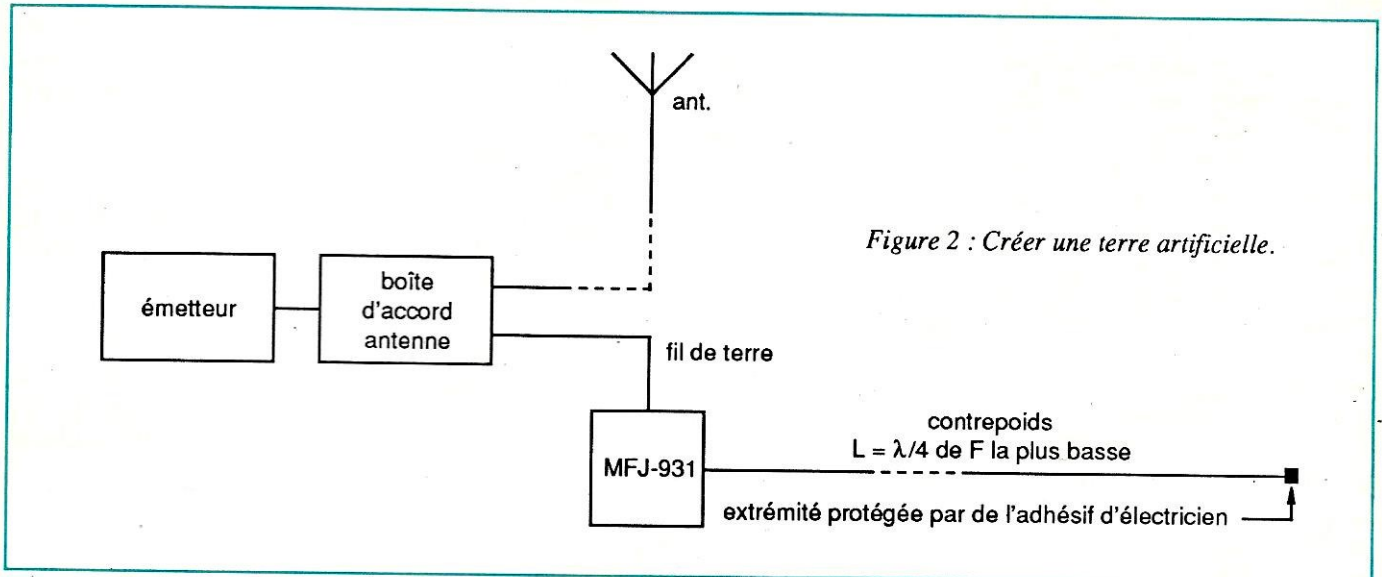 ant.
Figure 2 : Créer une terre artificielle.
émetteur
boîte
d'accord
antenne
fil de terre
MFJ-931
contrepoids
L = λ/4 de F la plus basse
extrémité protégée par de l'adhésif d'électricien